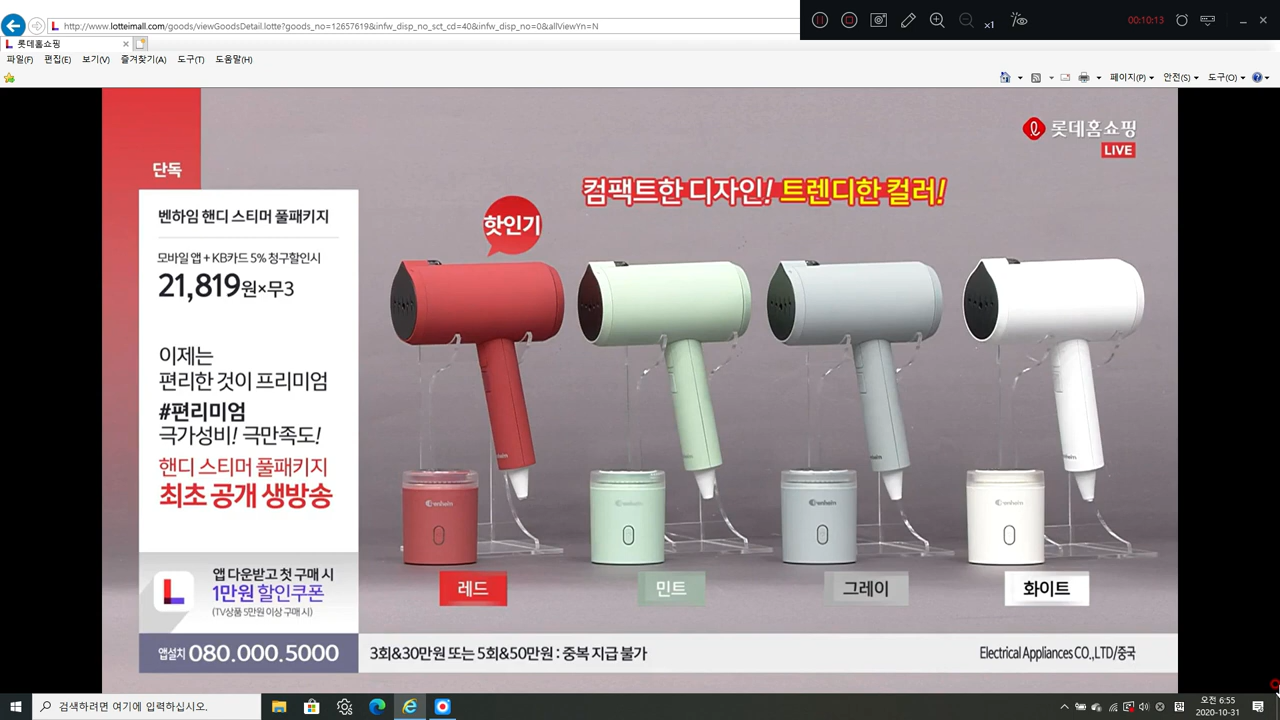 http://www.lotteimall.com/goods/viewGoodsDetail.lotte?goods_no=12657619&infw_disp_no_sct_cd=40&infw_disp_no=0&allViewYn=N
x1
00:10:13
롯데홈쇼핑
파일(F) 편집(E) 보기(V) 즐겨찾기(A) 도구(T) 도움말(H)
페이지(P) 안전(S) 도구(O)
롯데홈쇼핑
LIVE
단독
컴팩트한 디자인! 트렌디한 컬러!
벤하임 핸디 스티머 풀패키지
핫인기
모바일 앱 + KB카드 5% 청구할인시
21,819원×무3
이제는
편리한 것이 프리미엄
#편리미엄
극가성비! 극만족도!
핸디 스티머 풀패키지
최초 공개 생방송
앱 다운받고 첫 구매 시
1만원 할인쿠폰
(TV상품 5만원 이상 구매 시)
레드 민트 그레이 화이트
앱설치 080.000.5000
3회&30만원 또는 5회&50만원 : 중복 지급 불가
Electrical Appliances CO.,LTD/중국
검색하려면 여기에 입력하십시오.
오전 6:55
2020-10-31